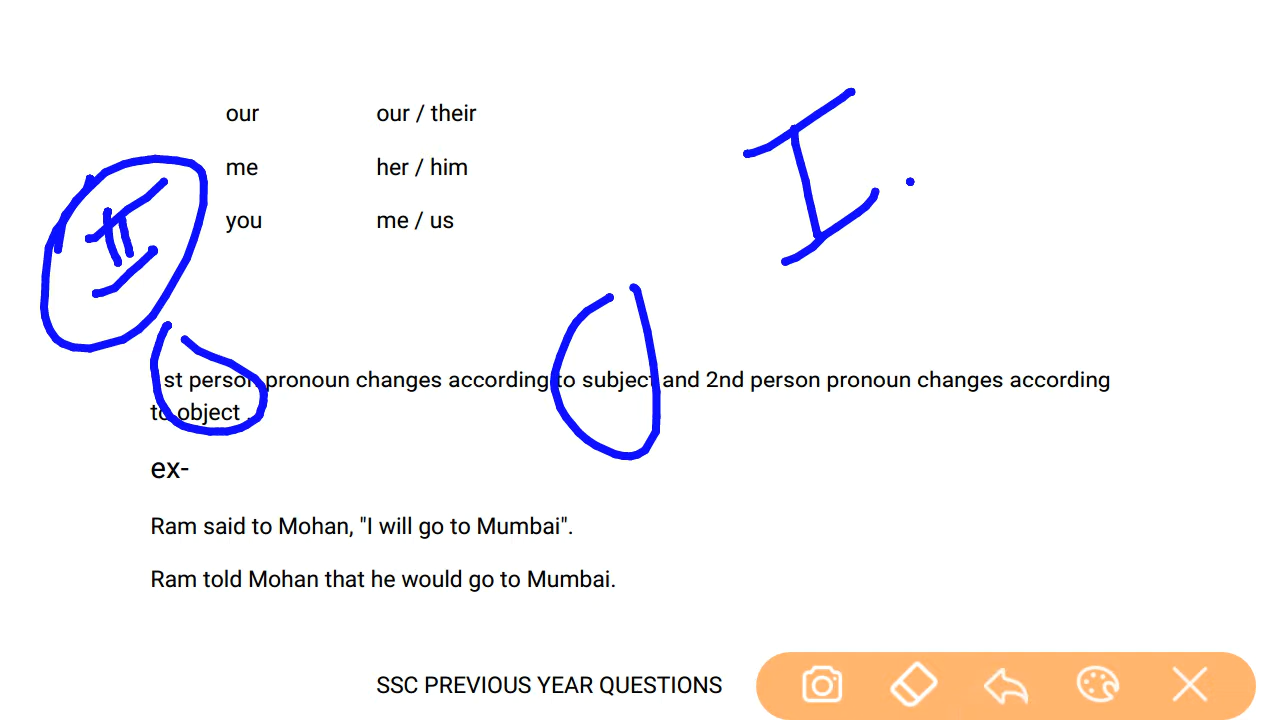 our our / their
me her / him
you me / us
I
II
st person pronoun changes according to subject and 2nd person pronoun changes according
to object .
ex-
Ram said to Mohan, "I will go to Mumbai".
Ram told Mohan that he would go to Mumbai.
SSC PREVIOUS YEAR QUESTIONS